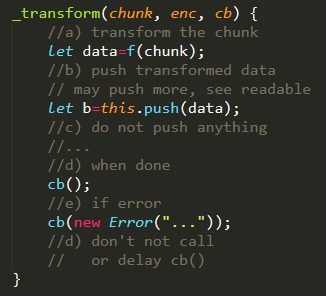 _transform(chunk, enc, cb) {
//a) transform the chunk
let data=f(chunk);
//b) push transformed data
// may push more, see readable
let b=this.push(data);
//c) do not push anything
//...
//d) when done
cb();
//e) if error
cb(new Error("..."));
//d) don't not call
//   or delay cb()
}